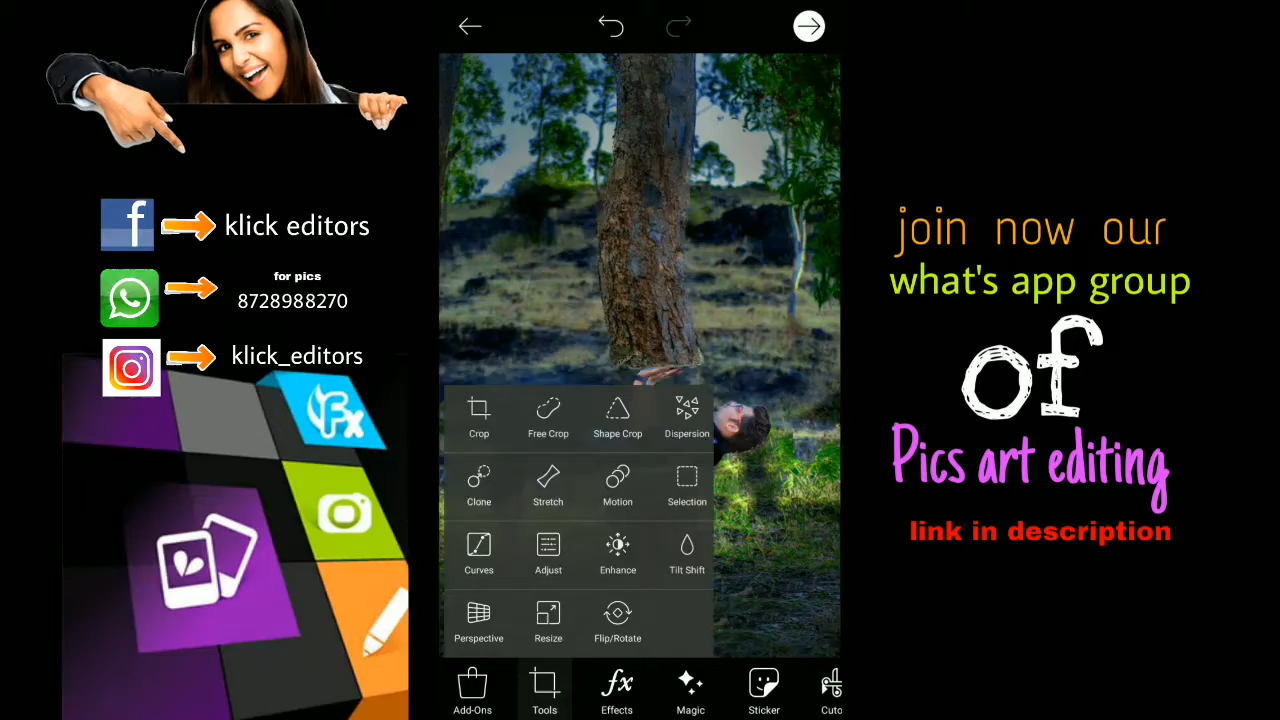 f
klick editors
for pics
8728988270
klick_editors
Fx
join now our
what's app group
of
Pics art editing
link in description
Crop
Free Crop
Shape Crop
Dispersion
Clone
Stretch
Motion
Selection
Curves
Adjust
Enhance
Tilt Shift
Perspective
Resize
Flip/Rotate
fx
Add-Ons
Tools
Effects
Magic
Sticker
Cuto